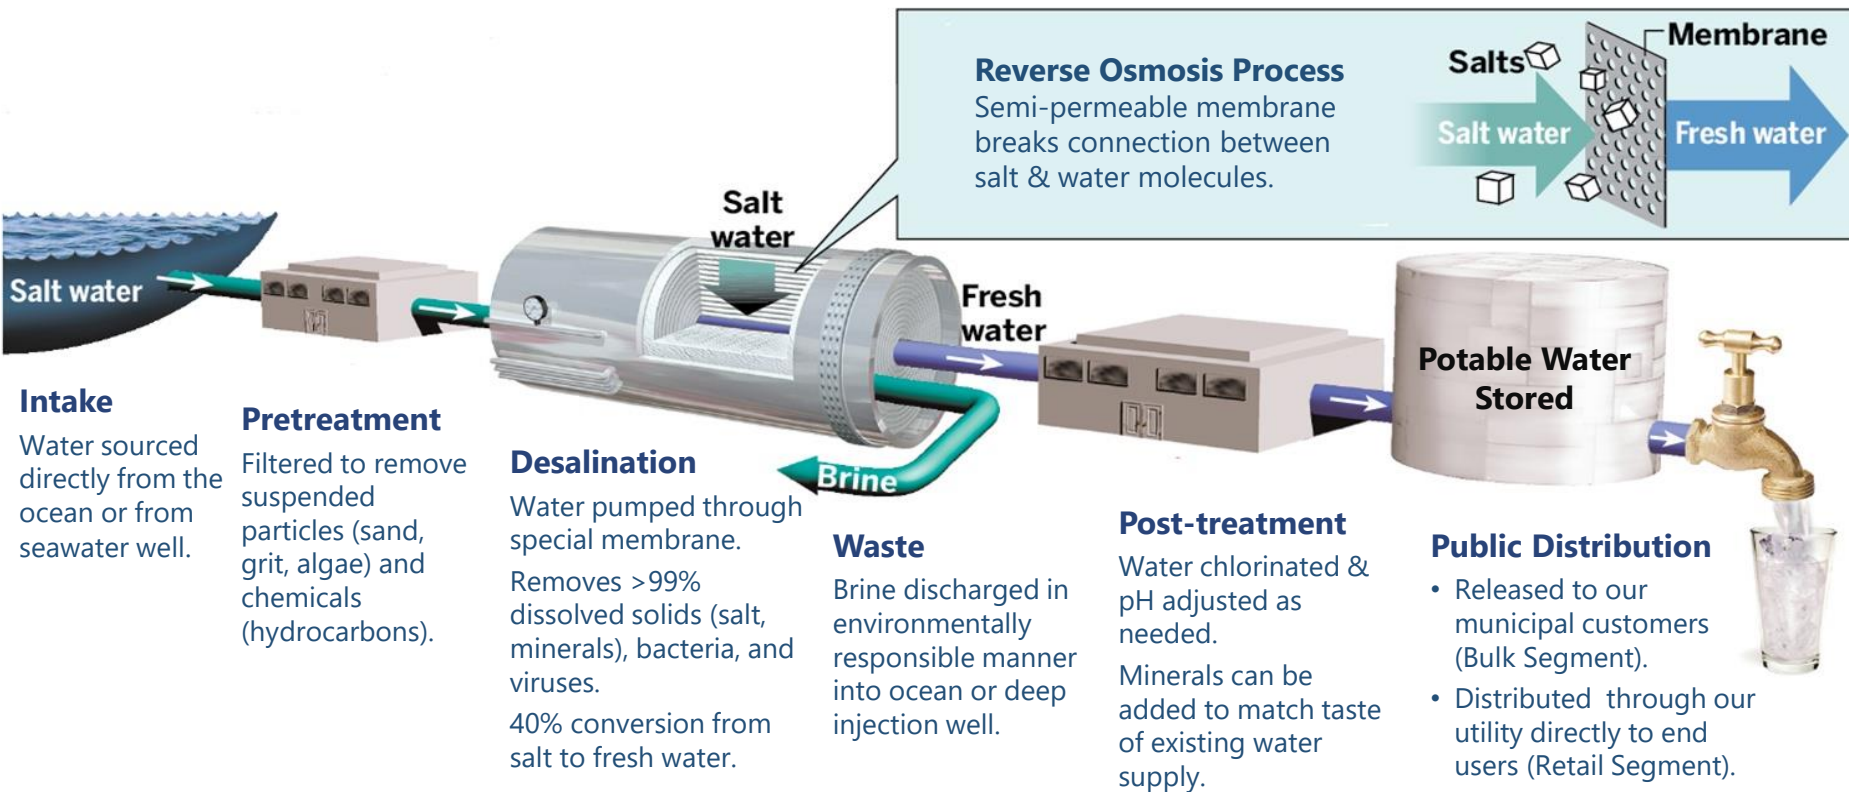 Reverse Osmosis Process
Semi-permeable membrane
breaks connection between
salt & water molecules.
Salts
Membrane
Salt water
Fresh water
Salt water
Salt
water
Fresh
water
Brine
Potable Water
Stored
Intake
Water sourced
directly from the
ocean or from
seawater well.
Pretreatment
Filtered to remove
suspended
particles (sand,
grit, algae) and
chemicals
(hydrocarbons).
Desalination
Water pumped through
special membrane.
Removes >99%
dissolved solids (salt,
minerals), bacteria, and
viruses.
40% conversion from
salt to fresh water.
Waste
Brine discharged in
environmentally
responsible manner
into ocean or deep
injection well.
Post-treatment
Water chlorinated &
pH adjusted as
needed.
Minerals can be
added to match taste
of existing water
supply.
Public Distribution
• Released to our
municipal customers
(Bulk Segment).
• Distributed through our
utility directly to end
users (Retail Segment).